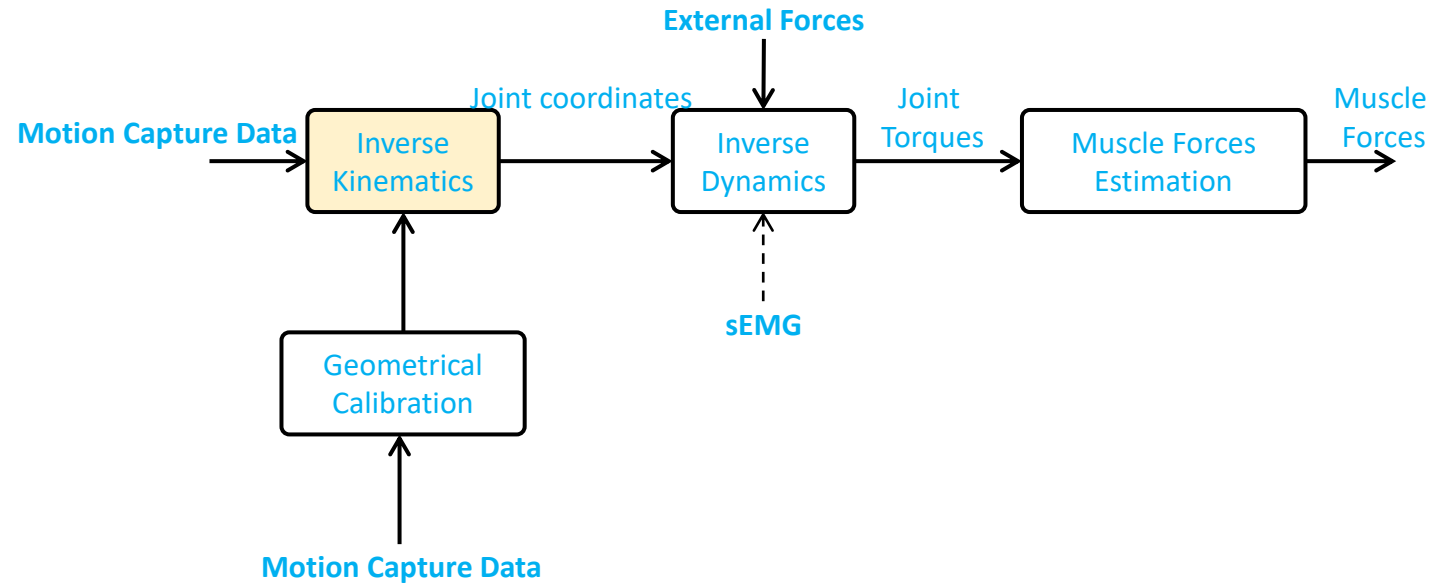 External Forces
Joint coordinates
Joint
Torques
Muscle
Forces
Motion Capture Data
Inverse
Kinematics
Inverse
Dynamics
Muscle Forces
Estimation
sEMG
Geometrical
Calibration
Motion Capture Data